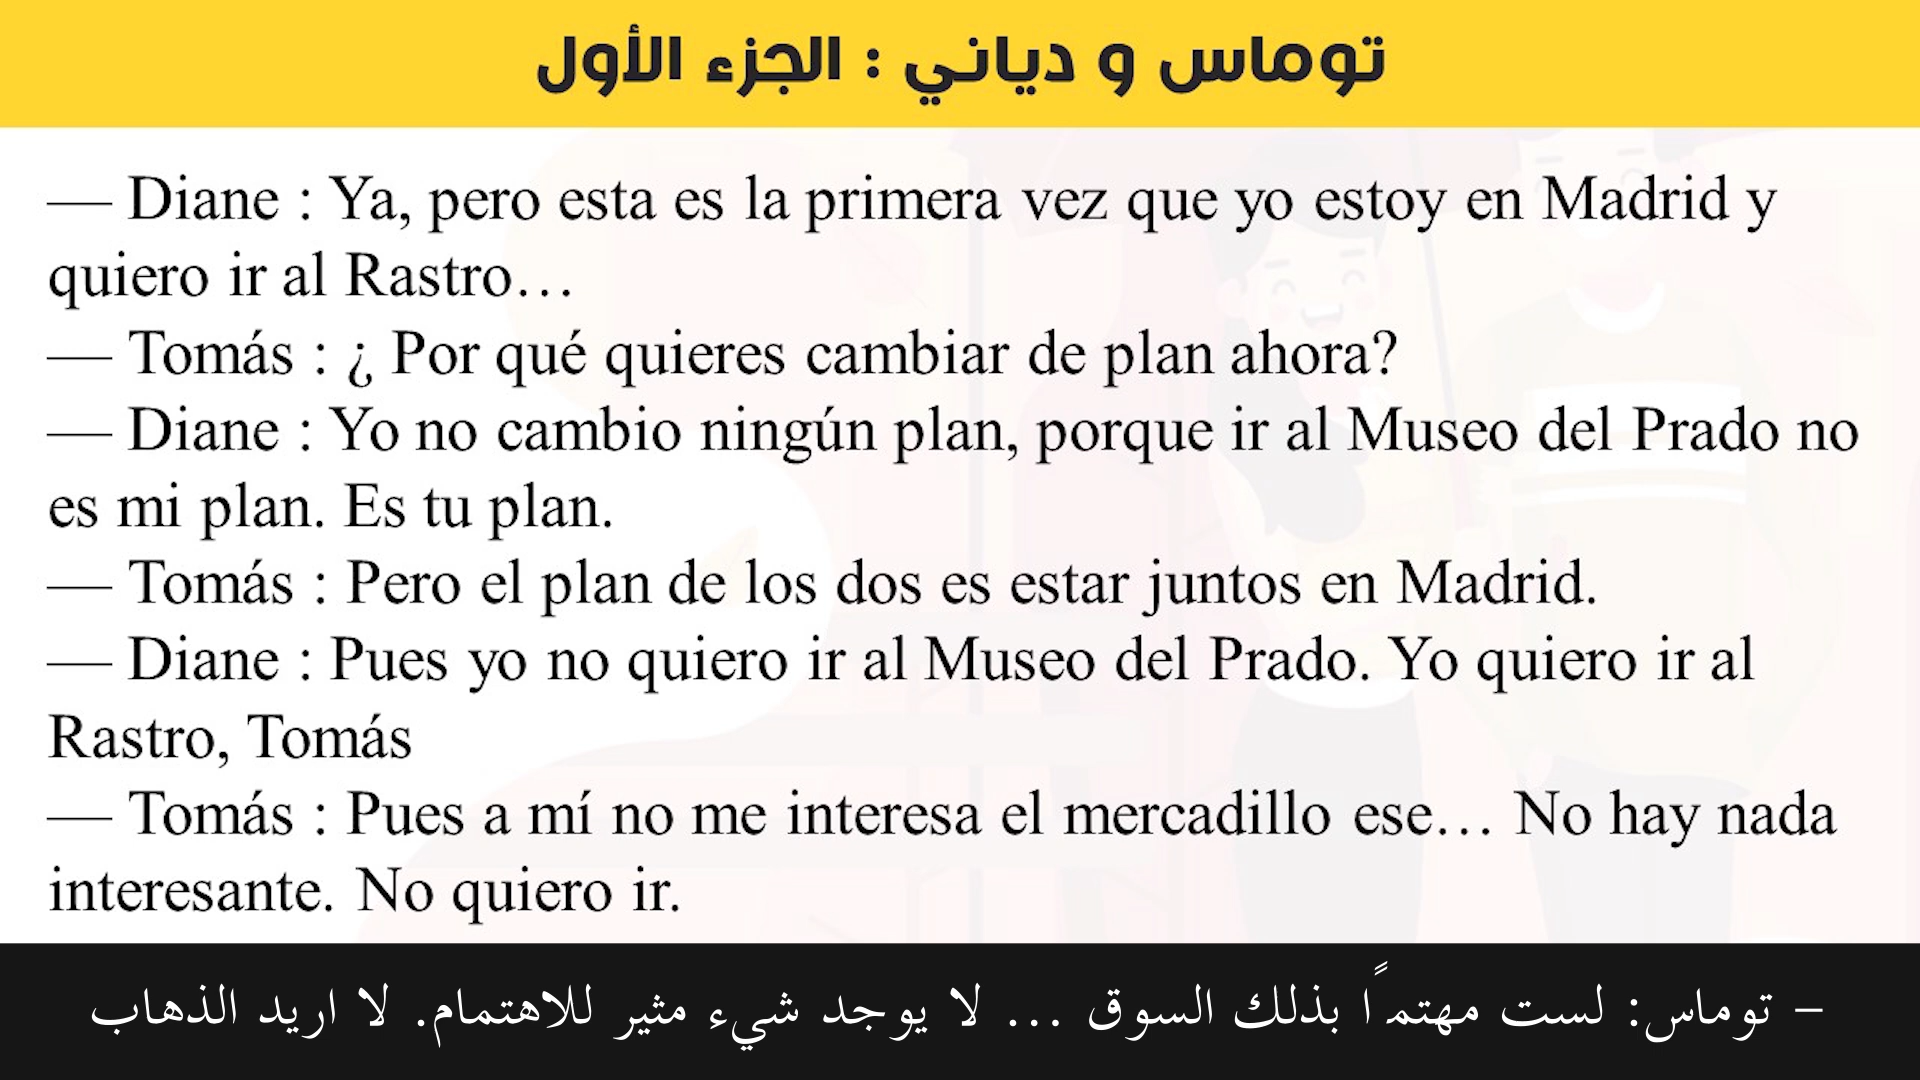 توماس و دياني : الجزء الأول
— Diane : Ya, pero esta es la primera vez que yo estoy en Madrid y
quiero ir al Rastro…
— Tomás : ¿ Por qué quieres cambiar de plan ahora?
— Diane : Yo no cambio ningún plan, porque ir al Museo del Prado no
es mi plan. Es tu plan.
— Tomás : Pero el plan de los dos es estar juntos en Madrid.
— Diane : Pues yo no quiero ir al Museo del Prado. Yo quiero ir al
Rastro, Tomás
— Tomás : Pues a mí no me interesa el mercadillo ese… No hay nada
interesante. No quiero ir.
– توماس: لست مهتمًا بذلك السوق ... لا يوجد شيء مثير للاهتمام. لا اريد الذهاب